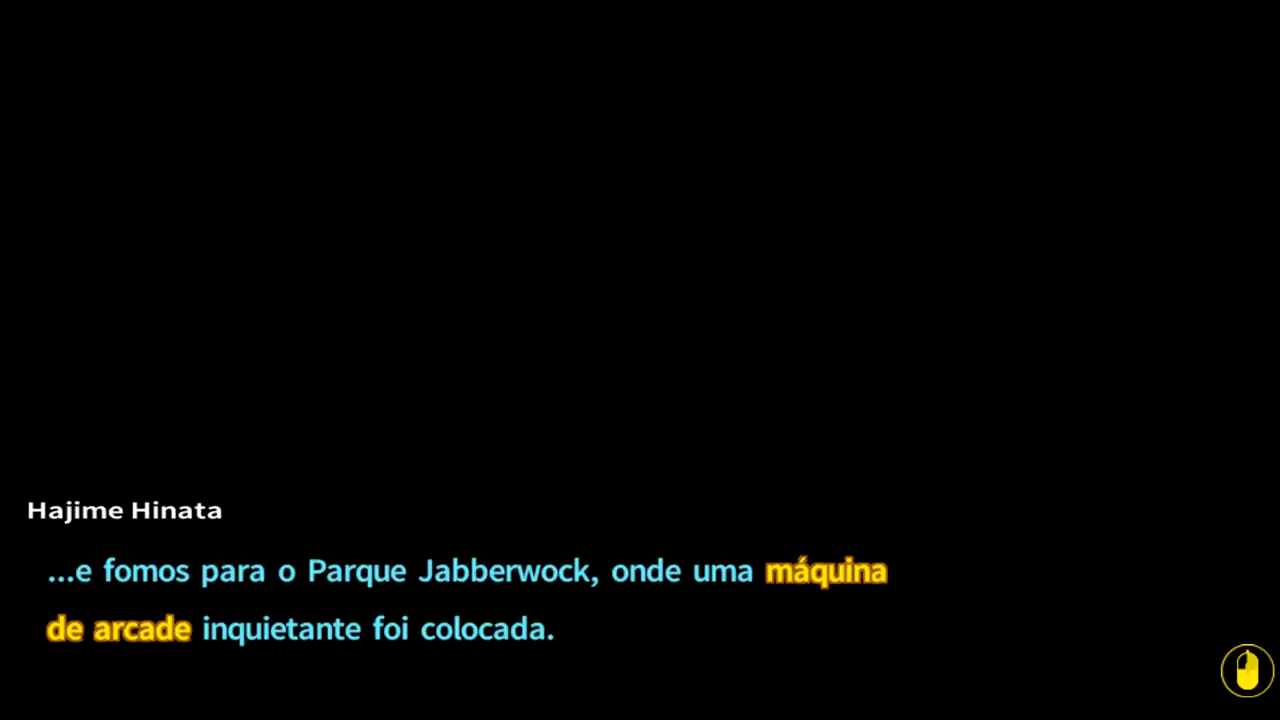 Hajime Hinata
...e fomos para o Parque Jabberwock, onde uma máquina
de arcade inquietante foi colocada.